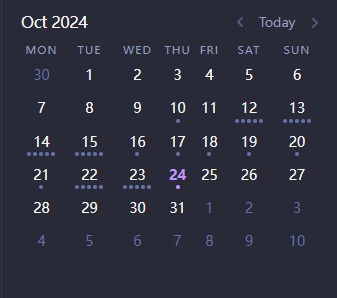 Oct 2024 Today
MON TUE WED THU FRI SAT SUN
30 1 2 3 4 5 6
7 8 9 10 11 12 13
14 15 16 17 18 19 20
21 22 23 24 25 26 27
28 29 30 31 1 2 3
4 5 6 7 8 9 10